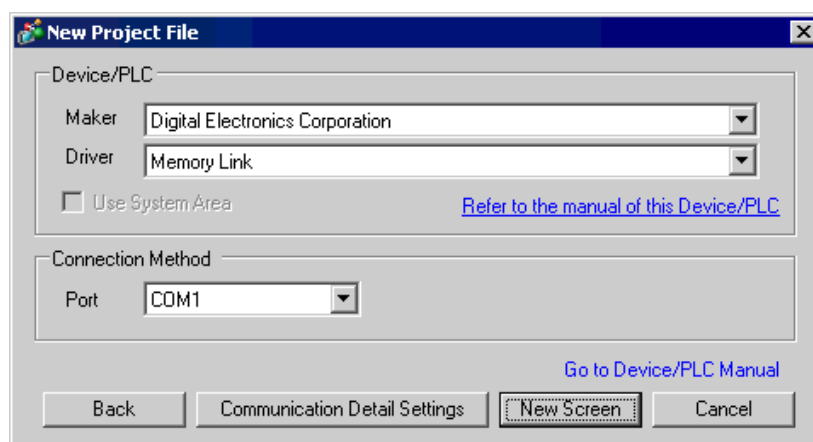 New Project File
Device/PLC
Maker Digital Electronics Corporation
Driver Memory Link
Use System Area Refer to the manual of this Device/PLC
Connection Method
Port COM1
Go to Device/PLC Manual
Back Communication Detail Settings New Screen Cancel